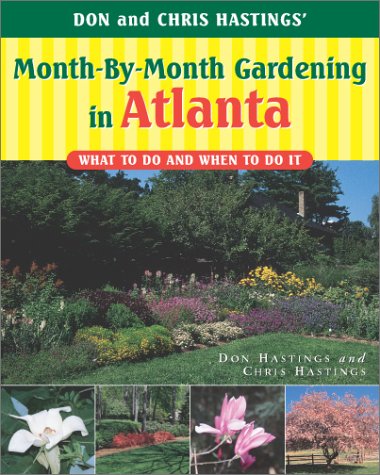 DON and CHRIS HASTINGS'
Month-By-Month Gardening
in Atlanta
WHAT TO DO AND WHEN TO DO IT
DON HASTINGS and
CHRIS HASTINGS